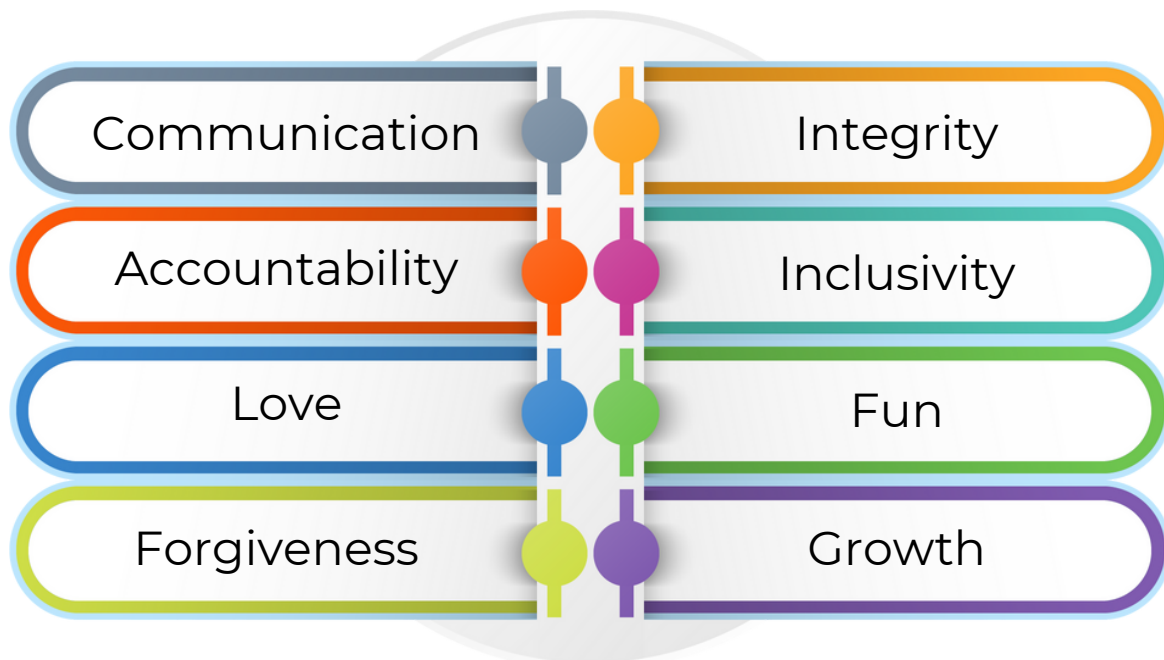 Communication
Integrity
Accountability
Inclusivity
Love
Fun
Forgiveness
Growth